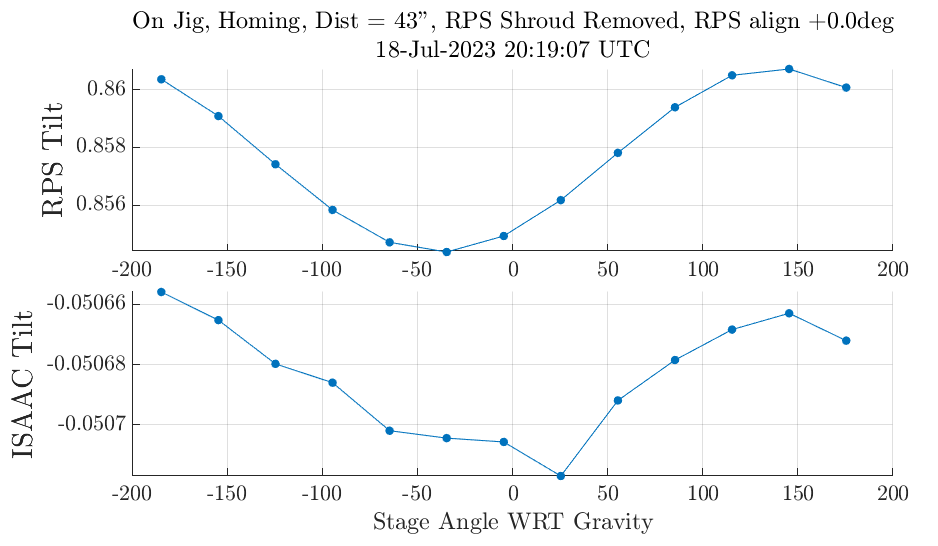 On Jig, Homing, Dist = 43”, RPS Shroud Removed, RPS align +0.0deg
18-Jul-2023 20:19:07 UTC
RPS Tilt
0.86
0.858
0.856
-200 -150 -100 -50 0 50 100 150 200
ISAAC Tilt
-0.05066
-0.05068
-0.0507
-200 -150 -100 -50 0 50 100 150 200
Stage Angle WRT Gravity